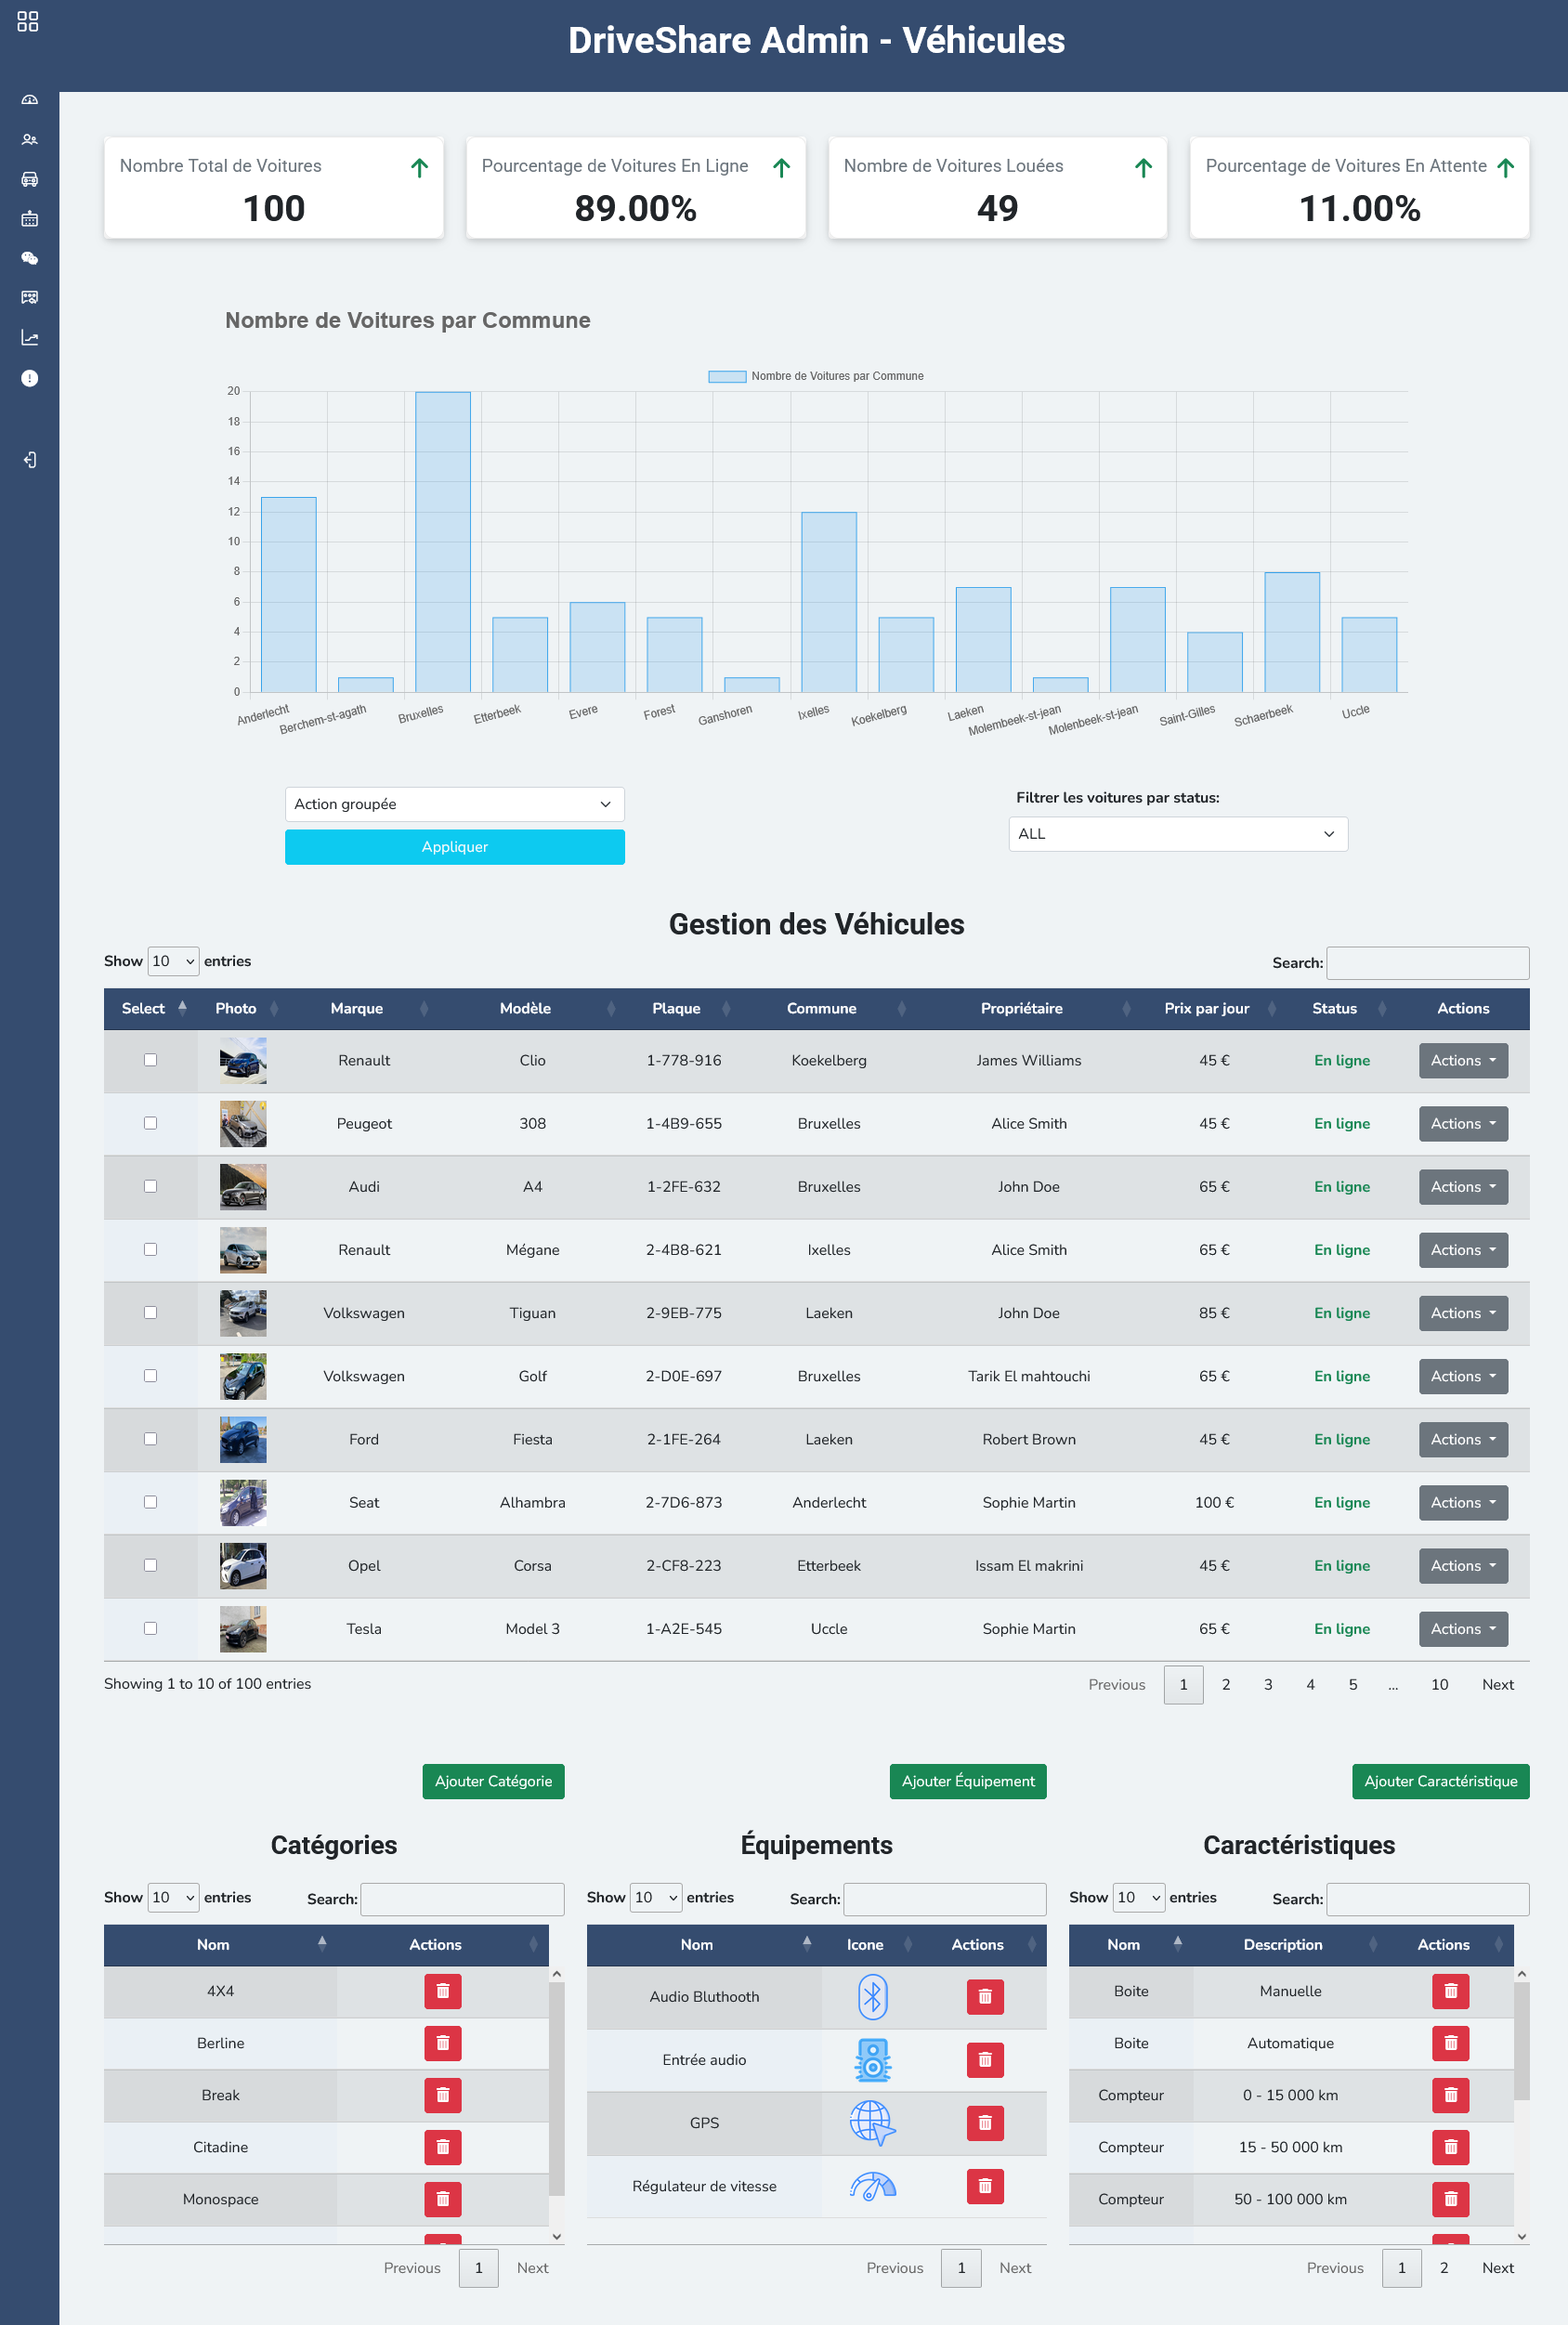 DriveShare Admin - Véhicules
Nombre Total de Voitures
100
Pourcentage de Voitures En Ligne
89.00%
Nombre de Voitures Louées
49
Pourcentage de Voitures En Attente
11.00%
Nombre de Voitures par Commune
Nombre de Voitures par Commune
20
18
16
14
12
10
8
6
4
2
0
Anderlecht
Berchem-st-agath
Bruxelles
Etterbeek
Evere
Forest
Ganshoren
Ixelles
Koekelberg
Laeken
Molembeek-st-jean
Molenbeek-st-jean
Saint-Gilles
Schaerbeek
Uccle
Action groupée
Appliquer
Filtrer les voitures par status:
ALL
Gestion des Véhicules
Show 10 entries
Search:
Select Photo Marque Modèle Plaque Commune Propriétaire Prix par jour Status Actions
Renault Clio 1-778-916 Koekelberg James Williams 45 € En ligne Actions
Peugeot 308 1-4B9-655 Bruxelles Alice Smith 45 € En ligne Actions
Audi A4 1-2FE-632 Bruxelles John Doe 65 € En ligne Actions
Renault Mégane 2-4B8-621 Ixelles Alice Smith 65 € En ligne Actions
Volkswagen Tiguan 2-9EB-775 Laeken John Doe 85 € En ligne Actions
Volkswagen Golf 2-D0E-697 Bruxelles Tarik El mahtouchi 65 € En ligne Actions
Ford Fiesta 2-1FE-264 Laeken Robert Brown 45 € En ligne Actions
Seat Alhambra 2-7D6-873 Anderlecht Sophie Martin 100 € En ligne Actions
Opel Corsa 2-CF8-223 Etterbeek Issam El makrini 45 € En ligne Actions
Tesla Model 3 1-A2E-545 Uccle Sophie Martin 65 € En ligne Actions
Showing 1 to 10 of 100 entries
Previous 1 2 3 4 5 … 10 Next
Ajouter Catégorie
Catégories
Show 10 entries
Search:
Nom Actions
4X4
Berline
Break
Citadine
Monospace
Previous 1 Next
Ajouter Équipement
Équipements
Show 10 entries
Search:
Nom Icone Actions
Audio Bluthooth
Entrée audio
GPS
Régulateur de vitesse
Previous 1 Next
Ajouter Caractéristique
Caractéristiques
Show 10 entries
Search:
Nom Description Actions
Boite Manuelle
Boite Automatique
Compteur 0 - 15 000 km
Compteur 15 - 50 000 km
Compteur 50 - 100 000 km
Previous 1 2 Next